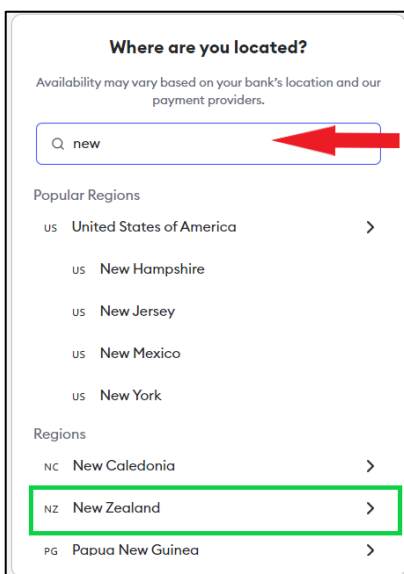 Where are you located?
Availability may vary based on your bank's location and our
payment providers.
new
Popular Regions
US United States of America
US New Hampshire
US New Jersey
US New Mexico
US New York
Regions
NC New Caledonia
NZ New Zealand
PG Papua New Guinea